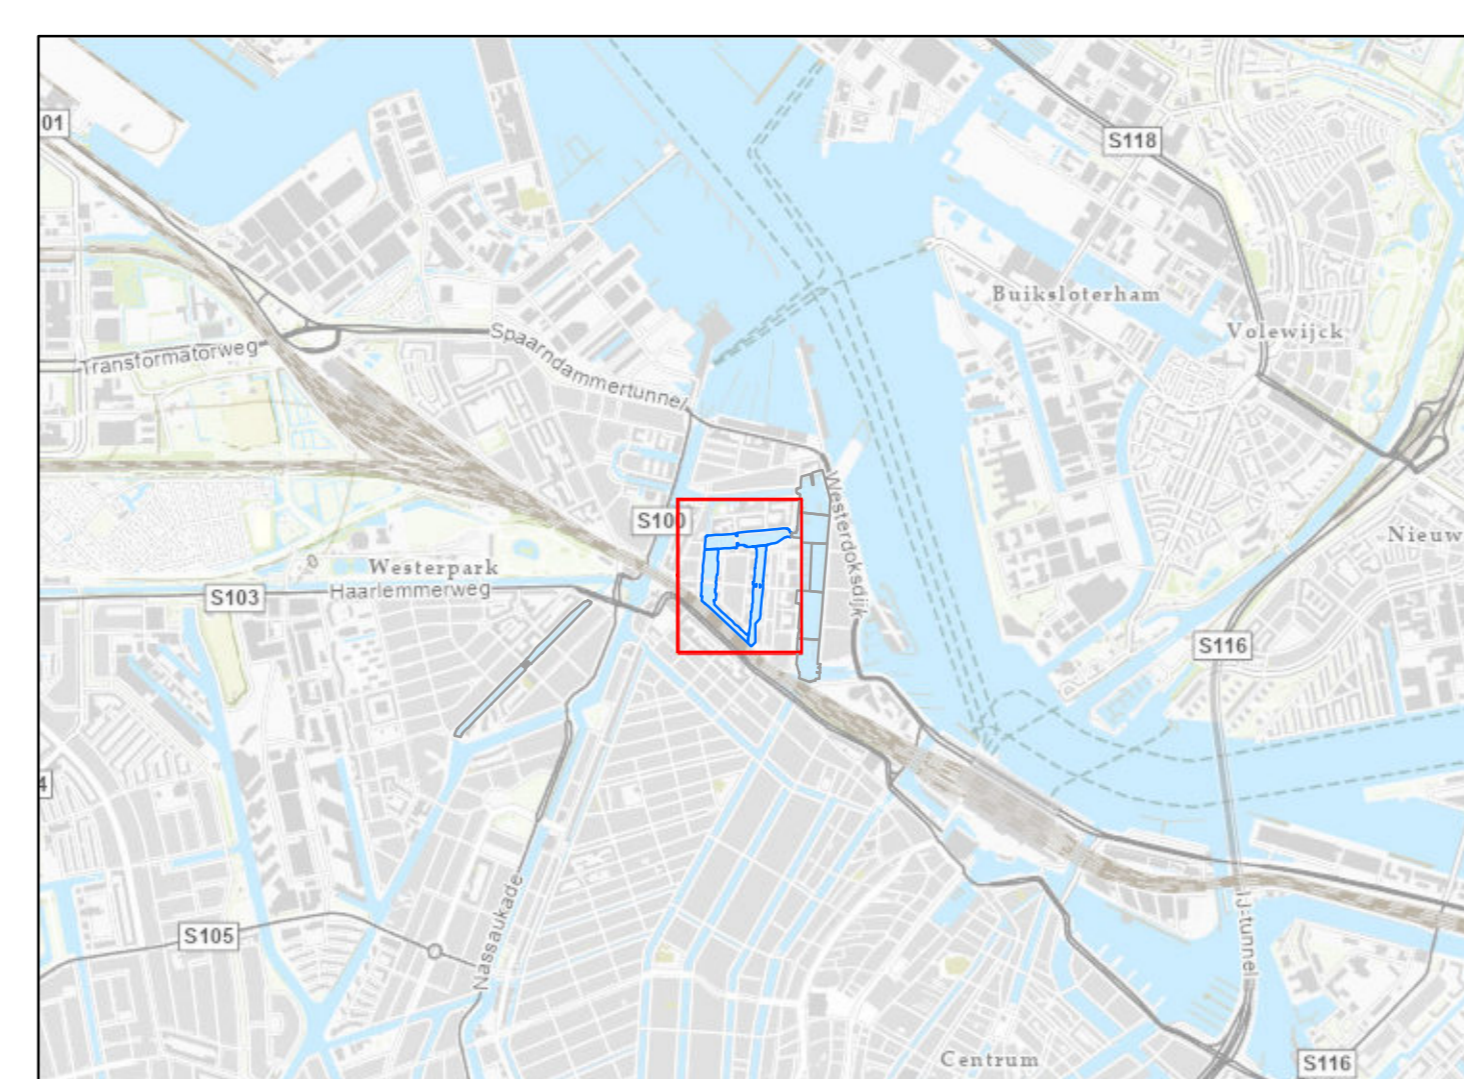 01
S118
Buiksloterham
Volewijck
Spaarndammertunnel
Transformatorweg
Westerdoksdijk
S100
Nieuw
Westerpark
Haarlemmerweg
S103
S116
4
Nassaukade
S105
IJ-tunnel
Centrum
S116